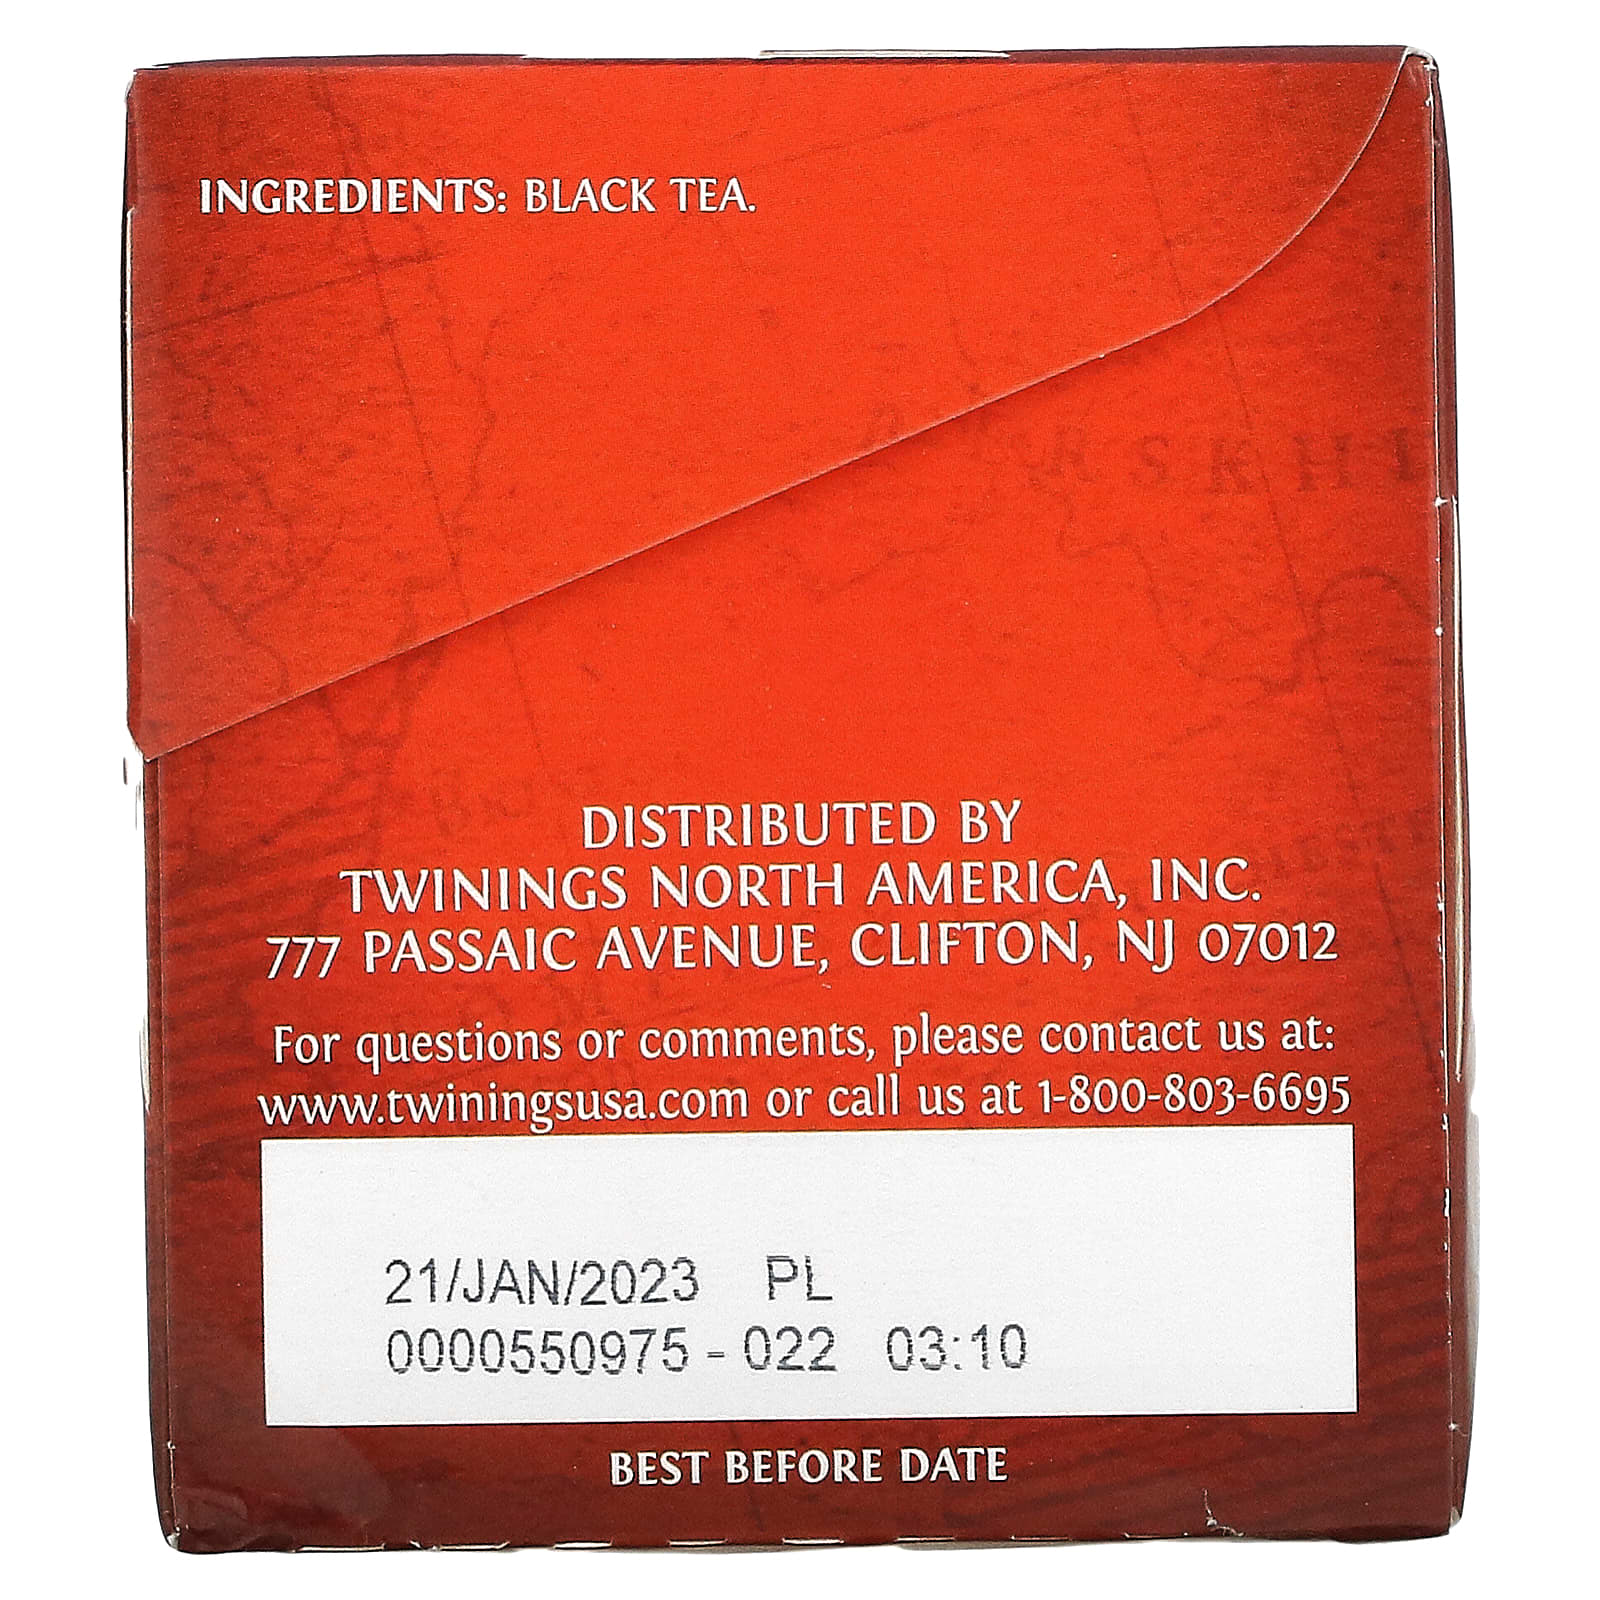 INGREDIENTS: BLACK TEA.
DISTRIBUTED BY
TWININGS NORTH AMERICA, INC.
777 PASSAIC AVENUE, CLIFTON, NJ 07012
For questions or comments, please contact us at:
www.twiningsusa.com or call us at 1-800-803-6695
21/JAN/2023 PL
0000550975 - 022 03:10
BEST BEFORE DATE